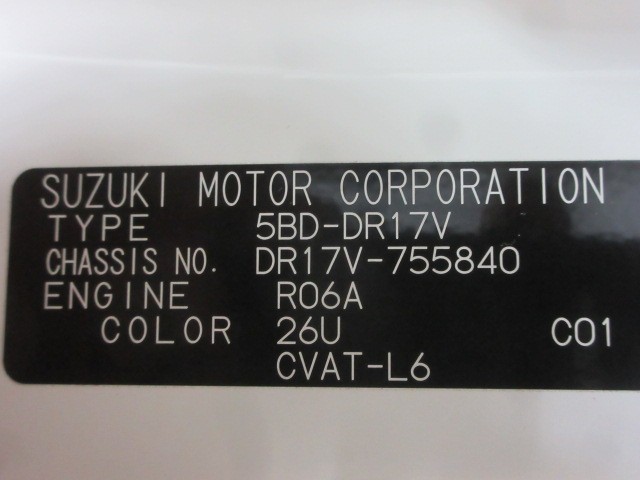 SUZUKI MOTOR CORPORATION
TYPE 5BD-DR17V
CHASSIS NO. DR17V-755840
ENGINE R06A
COLOR 26U C01
CVAT-L6